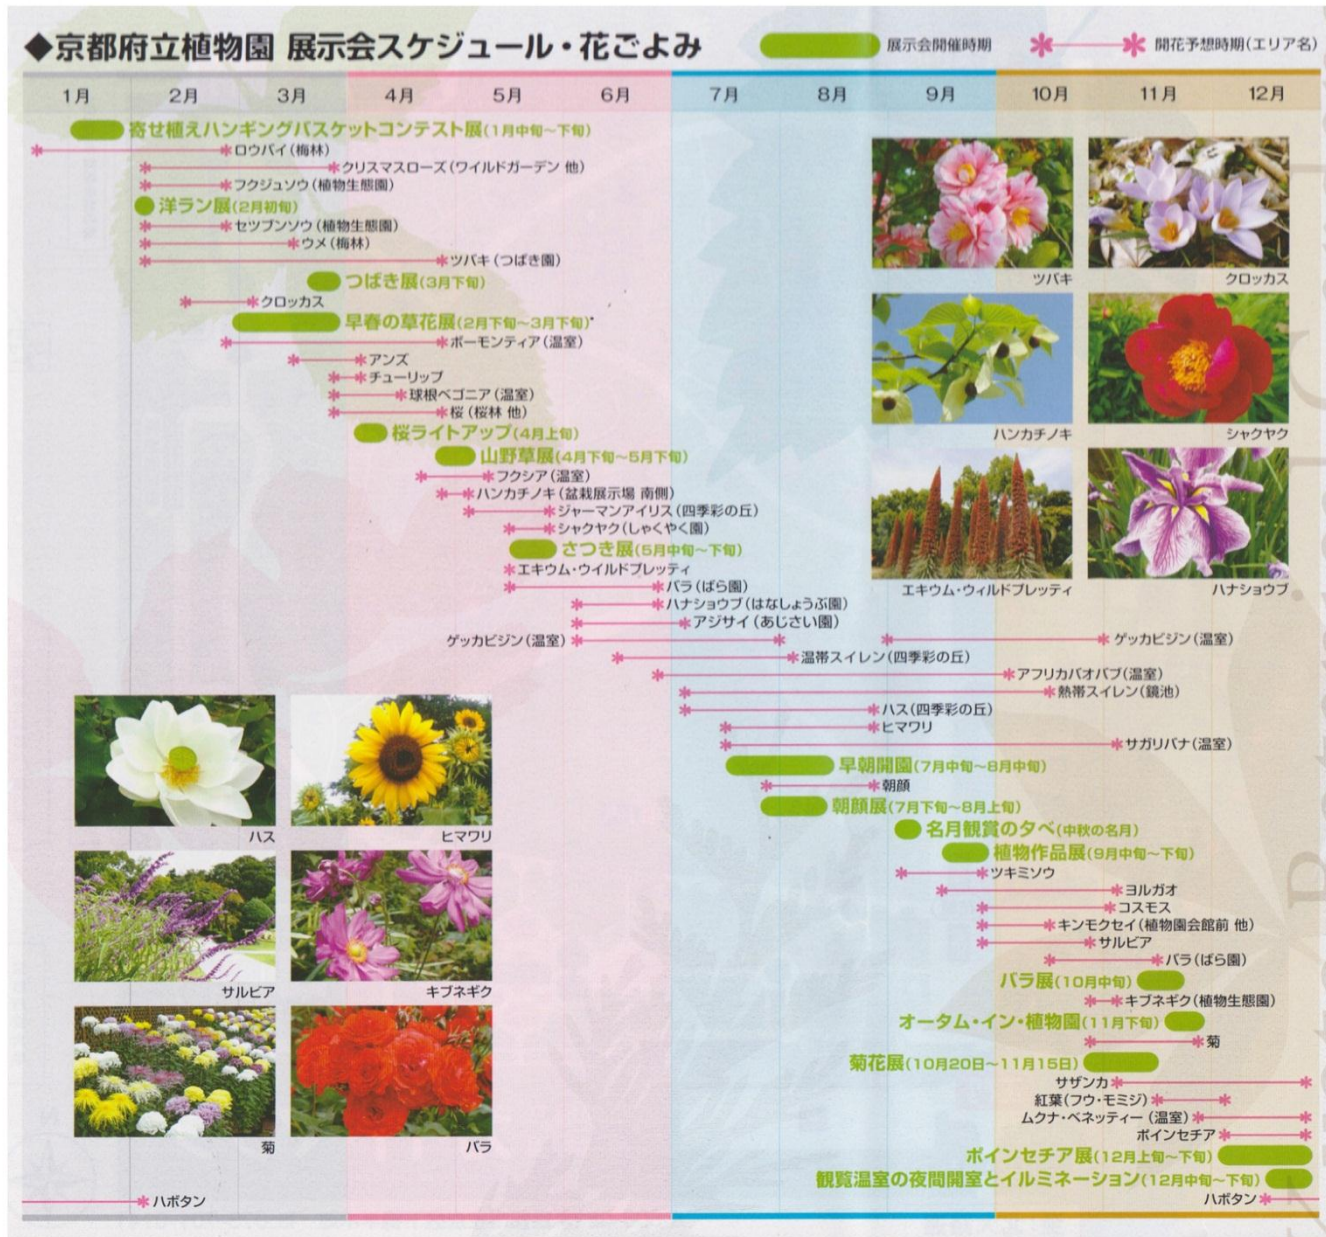 ◆京都府立植物園 展示会スケジュール・花ごよみ
展示会開催時期
開花予想時期(エリア名)
1月 2月 3月 4月 5月 6月 7月 8月 9月 10月 11月 12月
寄せ植えハンギングバスケットコンテスト展(1月中旬〜下旬)
ロウバイ(梅林)
クリスマスローズ(ワイルドガーデン 他)
フクジュソウ(植物生態園)
洋ラン展(2月初旬)
セツブンソウ(植物生態園)
ウメ(梅林)
ツバキ(つばき園)
つばき展(3月下旬)
クロッカス
早春の草花展(2月下旬〜3月下旬)
ボーモンティア(温室)
アンズ
チューリップ
球根ベゴニア(温室)
桜(桜林 他)
桜ライトアップ(4月上旬)
山野草展(4月下旬〜5月下旬)
フクシア(温室)
ハンカチノキ(盆栽展示場 南側)
ジャーマンアイリス(四季彩の丘)
シャクヤク(しゃくやく園)
さつき展(5月中旬〜下旬)
エキウム・ウイルドプレッティ
バラ(ばら園)
ハナショウブ(はなしょうぶ園)
アジサイ(あじさい園)
ゲッカビジン(温室)
ゲッカビジン(温室)
温帯スイレン(四季彩の丘)
アフリカバオバブ(温室)
熱帯スイレン(鏡池)
ハス(四季彩の丘)
ヒマワリ
サガリバナ(温室)
早朝開園(7月中旬〜8月中旬)
朝顔
朝顔展(7月下旬〜8月上旬)
名月観賞の夕べ(中秋の名月)
植物作品展(9月中旬〜下旬)
ツキミソウ
ヨルガオ
コスモス
キンモクセイ(植物園会館前 他)
サルビア
バラ(ばら園)
バラ展(10月中旬)
キブネギク(植物生態園)
オータム・イン・植物園(11月下旬)
菊
菊花展(10月20日〜11月15日)
サザンカ
紅葉(フウ・モミジ)
ムクナ・ベネッティー(温室)
ポインセチア
ポインセチア展(12月上旬〜下旬)
観覧温室の夜間開室とイルミネーション(12月中旬〜下旬)
ハボタン
ハボタン
ツバキ
クロッカス
ハンカチノキ
シャクヤク
エキウム・ウィルドプレッティ
ハナショウブ
ハス
ヒマワリ
サルビア
キブネギク
菊
バラ